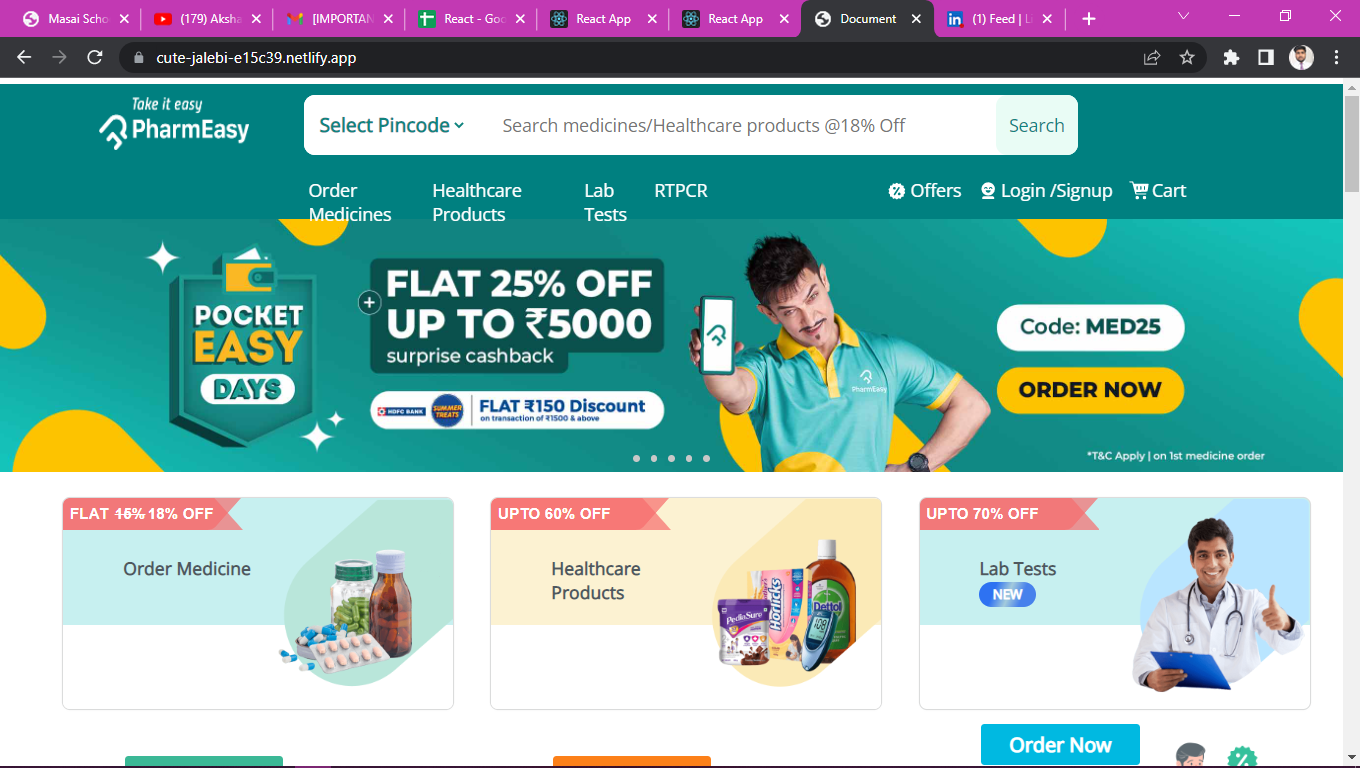 Masai Scho
(179) Aksha
[IMPORTAN
React - Goo
React App
React App
Document
(1) Feed | Li
cute-jalebi-e15c39.netlify.app
Take it easy
PharmEasy
Select Pincode
Search medicines/Healthcare products @18% Off
Search
Order Medicines
Healthcare Products
Lab Tests
RTPCR
Offers
Login /Signup
Cart
POCKET
EASY
DAYS
+
FLAT 25% OFF
UP TO ₹5000
surprise cashback
HDFC BANK
SUMMER
TREATS
FLAT ₹150 Discount
on transaction of ₹1500 & above
PharmEasy
Code: MED25
ORDER NOW
*T&C Apply | on 1st medicine order
FLAT 15% 18% OFF
Order Medicine
UPTO 60% OFF
Healthcare
Products
PediaSure
Horlicks
Dettol
UPTO 70% OFF
Lab Tests
NEW
Order Now